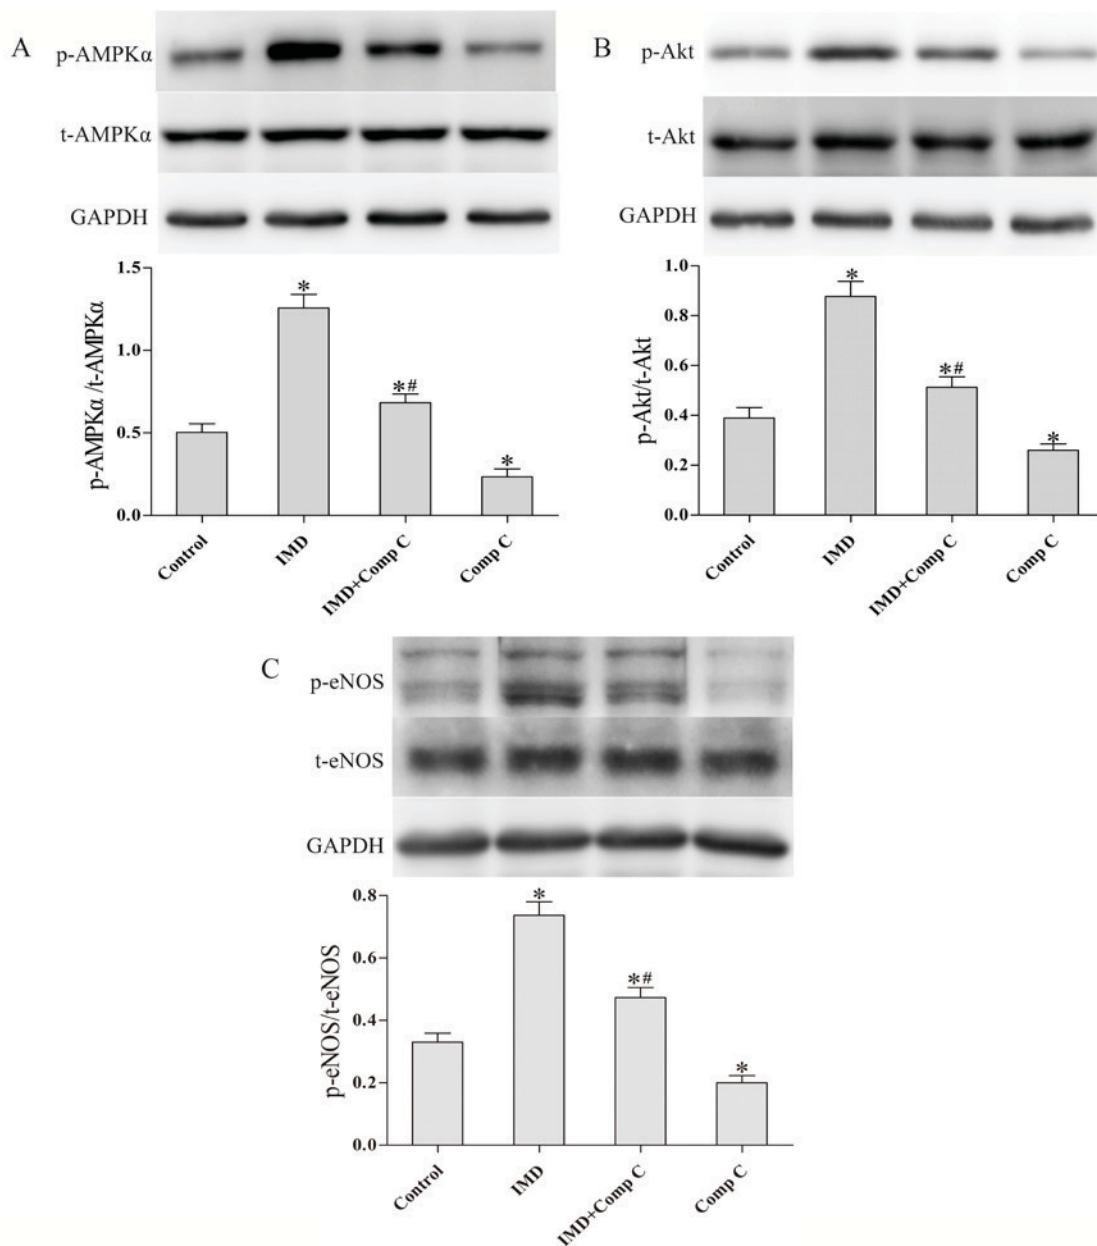 A
p-AMPKα
t-AMPKα
GAPDH
1.5
1.0
0.5
0.0
p-AMPKα/t-AMPKα
*
*#
*
Control
IMD
IMD+Comp C
Comp C
B
p-Akt
t-Akt
GAPDH
1.0
0.8
0.6
0.4
0.2
0.0
p-Akt/t-Akt
*
*#
*
Control
IMD
IMD+Comp C
Comp C
C
p-eNOS
t-eNOS
GAPDH
0.8
0.6
0.4
0.2
0.0
p-eNOS/t-eNOS
*
*#
*
Control
IMD
IMD+Comp C
Comp C